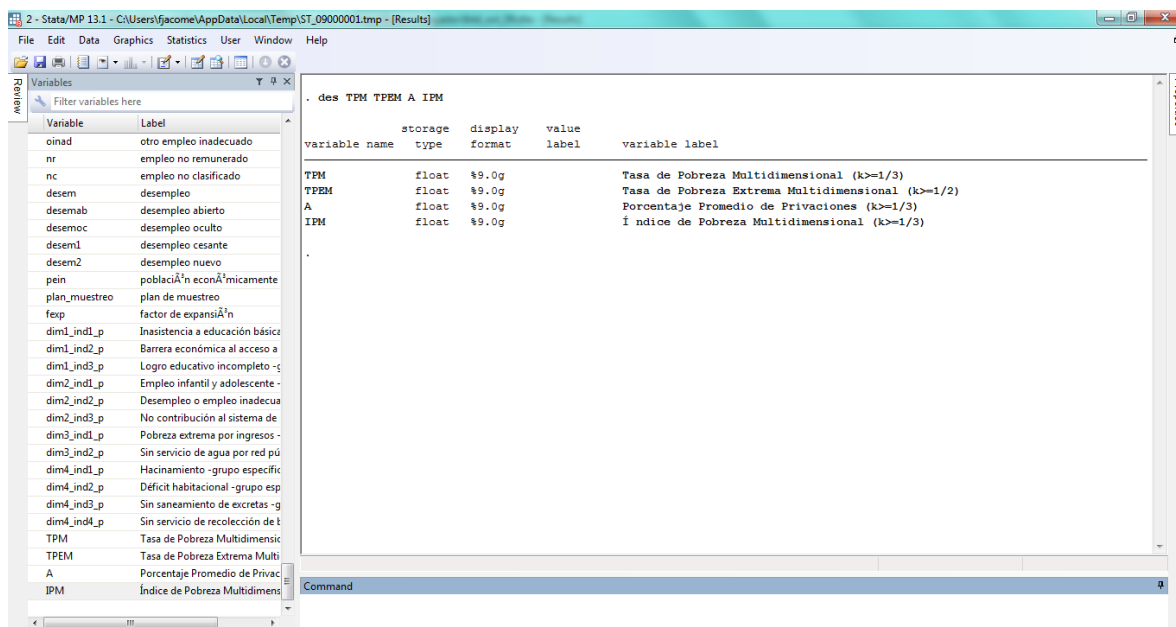 2 - Stata/MP 13.1 - C:\Users\fjacome\AppData\Local\Temp\ST_09000001.tmp - [Results]
File Edit Data Graphics Statistics User Window Help
Review
Variables
Filter variables here
Variable Label
oinad otro empleo inadecuado
nr empleo no remunerado
nc empleo no clasificado
desem desempleo
desemab desempleo abierto
desemoc desempleo oculto
desem1 desempleo cesante
desem2 desempleo nuevo
pein poblaciÃ³n econÃ³micamente
plan_muestreo plan de muestreo
fexp factor de expansiÃ³n
dim1_ind1_p Inasistencia a educación básica
dim1_ind2_p Barrera económica al acceso a
dim1_ind3_p Logro educativo incompleto -g
dim2_ind1_p Empleo infantil y adolescente -
dim2_ind2_p Desempleo o empleo inadecua
dim2_ind3_p No contribución al sistema de
dim3_ind1_p Pobreza extrema por ingresos -
dim3_ind2_p Sin servicio de agua por red pú
dim4_ind1_p Hacinamiento -grupo específic
dim4_ind2_p Déficit habitacional -grupo esp
dim4_ind3_p Sin saneamiento de excretas -g
dim4_ind4_p Sin servicio de recolección de b
TPM Tasa de Pobreza Multidimensic
TPEM Tasa de Pobreza Extrema Multi
A Porcentaje Promedio de Privac
IPM Índice de Pobreza Multidimens
. des TPM TPEM A IPM
storage display value
variable name type format label variable label
TPM float %9.0g Tasa de Pobreza Multidimensional (k>=1/3)
TPEM float %9.0g Tasa de Pobreza Extrema Multidimensional (k>=1/2)
A float %9.0g Porcentaje Promedio de Privaciones (k>=1/3)
IPM float %9.0g Í ndice de Pobreza Multidimensional (k>=1/3)
.
Command